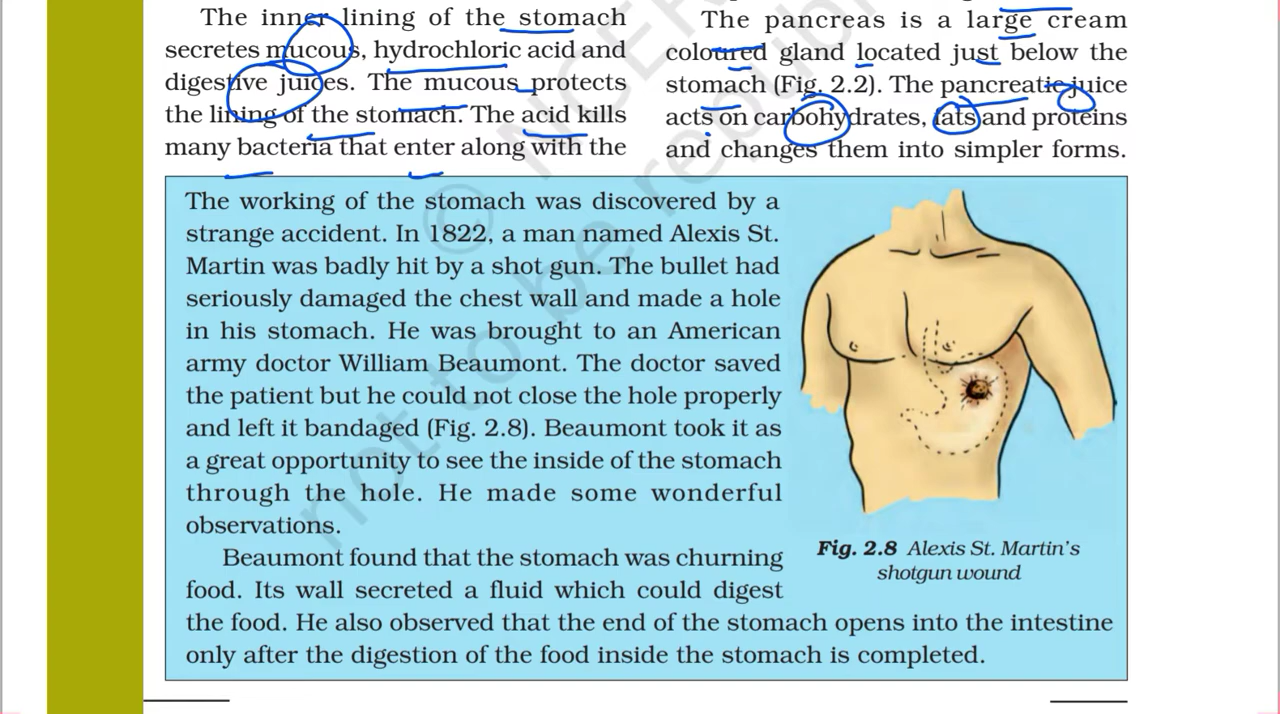 The inner lining of the stomach
secretes mucous, hydrochloric acid and
digestive juices. The mucous protects
the lining of the stomach. The acid kills
many bacteria that enter along with the
The pancreas is a large cream
coloured gland located just below the
stomach (Fig. 2.2). The pancreatic juice
acts on carbohydrates, fats and proteins
and changes them into simpler forms.
The working of the stomach was discovered by a
strange accident. In 1822, a man named Alexis St.
Martin was badly hit by a shot gun. The bullet had
seriously damaged the chest wall and made a hole
in his stomach. He was brought to an American
army doctor William Beaumont. The doctor saved
the patient but he could not close the hole properly
and left it bandaged (Fig. 2.8). Beaumont took it as
a great opportunity to see the inside of the stomach
through the hole. He made some wonderful
observations.
Beaumont found that the stomach was churning
food. Its wall secreted a fluid which could digest
the food. He also observed that the end of the stomach opens into the intestine
only after the digestion of the food inside the stomach is completed.
Fig. 2.8 Alexis St. Martin's
shotgun wound
© NCER
not to be republi